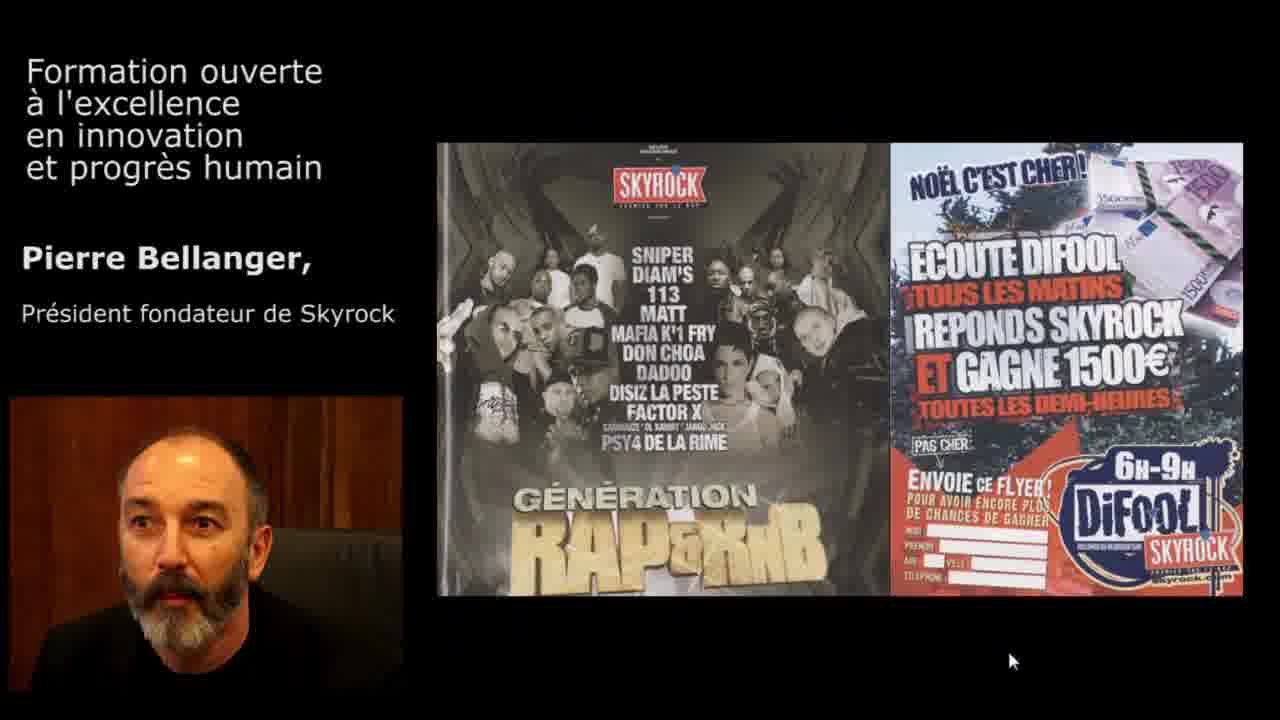 Formation ouverte
à l'excellence
en innovation
et progrès humain
Pierre Bellanger,
Président fondateur de Skyrock
SKYROCK
PREMIER SUR LE RAP
SNIPER
DIAM'S
113
MATT
MAFIA K'1 FRY
DON CHOA
DADOO
DISIZ LA PESTE
FACTOR X
PSY4 DE LA RIME
GÉNÉRATION
RAP & RNB
NOËL C'EST CHER!
ECOUTE DIFOOL
TOUS LES MATINS
REPONDS SKYROCK
ET GAGNE 1500€
TOUTES LES DEMI-HEURES
PAS CHER
ENVOIE CE FLYER!
POUR AVOIR ENCORE PLUS
DE CHANCES DE GAGNER
NOM
PRENOM
AGE VILLE
TELEPHONE
6H-9H
DiFOOL
SKYROCK
PREMIER SUR LE RAP
skyrock.com